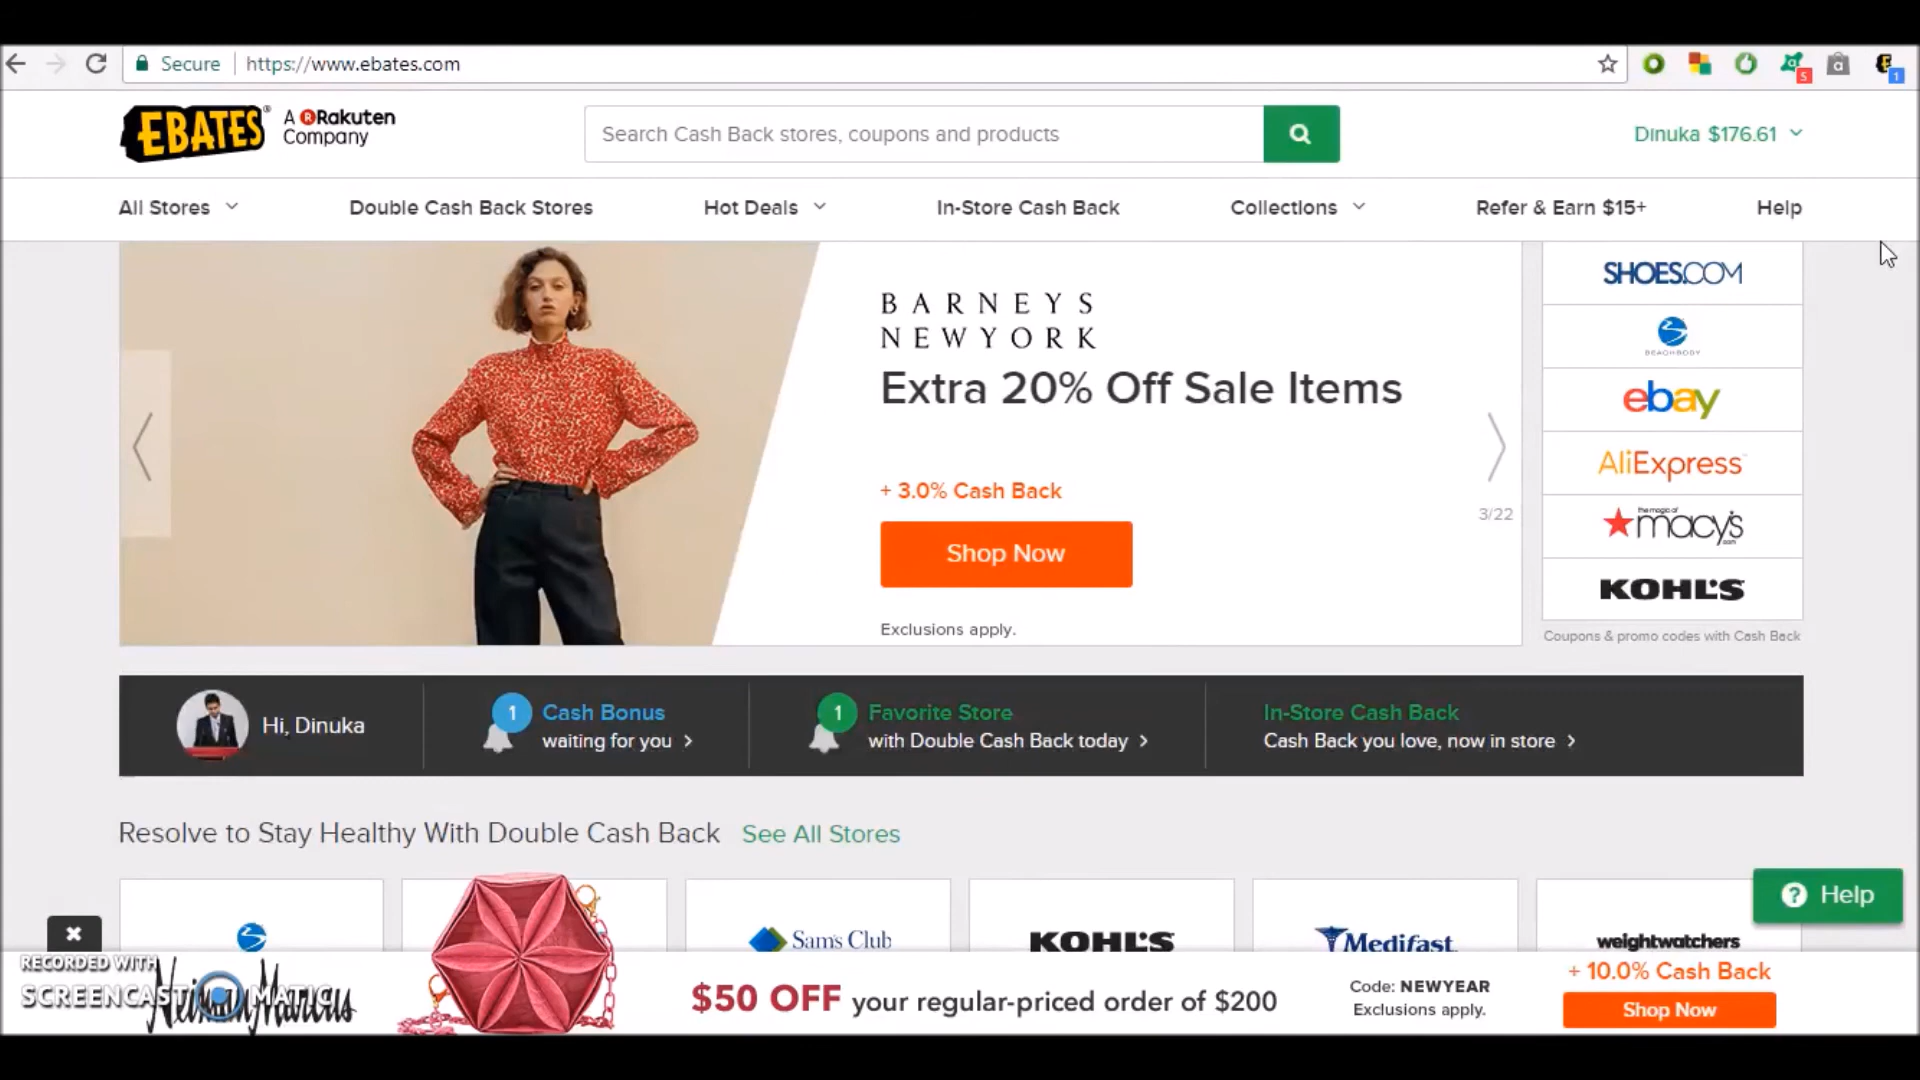 Secure
https://www.ebates.com
5
a
1
EBATES®
A Rakuten
Company
Search Cash Back stores, coupons and products
Dinuka $176.61
All Stores
Double Cash Back Stores
Hot Deals
In-Store Cash Back
Collections
Refer & Earn $15+
Help
BARNEYS
NEWYORK
Extra 20% Off Sale Items
+ 3.0% Cash Back
Shop Now
Exclusions apply.
3/22
SHOES.COM
BEACHBODY
ebay
AliExpress
the magic of
macy's
.com
KOHL'S
Coupons & promo codes with Cash Back
Hi, Dinuka
1
Cash Bonus
waiting for you
1
Favorite Store
with Double Cash Back today
In-Store Cash Back
Cash Back you love, now in store
Resolve to Stay Healthy With Double Cash Back
See All Stores
Sam's Club
KOHL'S
Medifast
weightwatchers
? Help
RECORDED WITH
SCREENCAST MATIC
Neiman Marcus
$50 OFF your regular-priced order of $200
Code: NEWYEAR
Exclusions apply.
+ 10.0% Cash Back
Shop Now